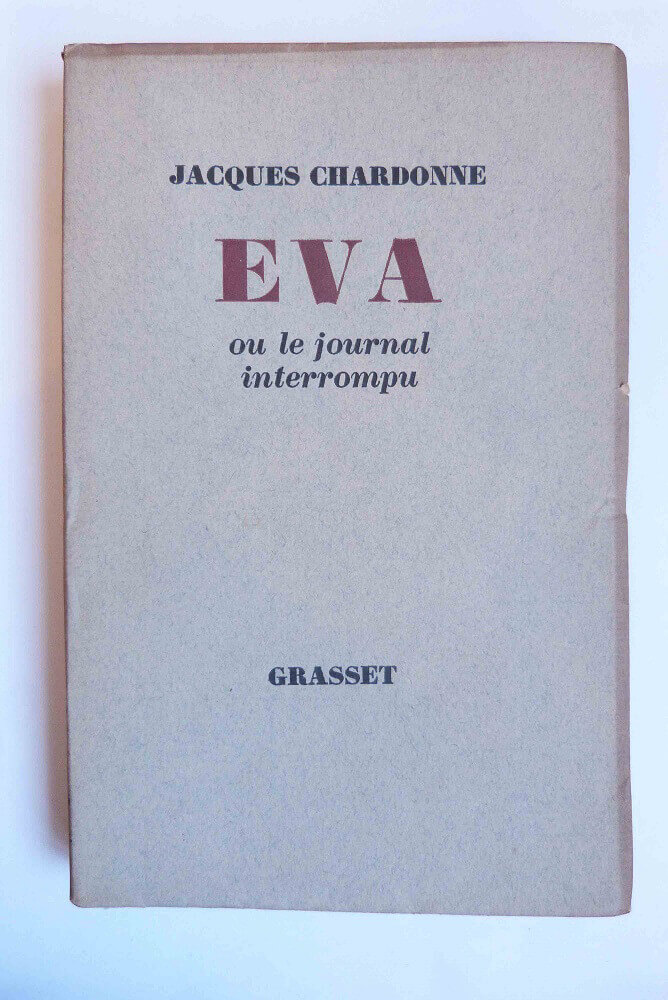 JACQUES CHARDONNE
EVA
ou le journal
interrompu
GRASSET